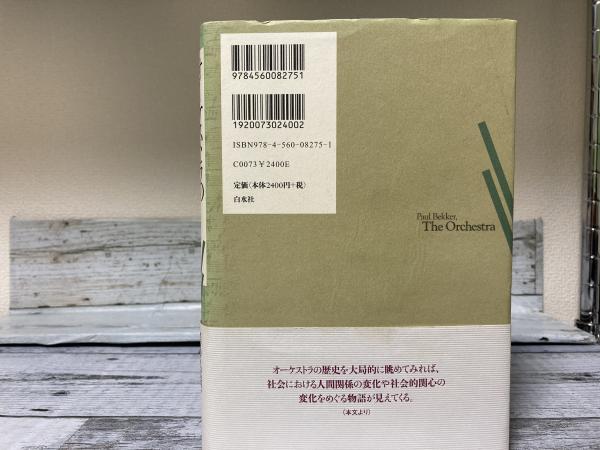 9784560082751
1920073024002
ISBN978-4-560-08275-1
C0073 ¥2400E
定価(本体2400円+税)
白水社
Paul Bekker,
The Orchestra
オーケストラの歴史を大局的に眺めてみれば、
社会における人間関係の変化や社会的関心の
変化をめぐる物語が見えてくる。
(本文より)